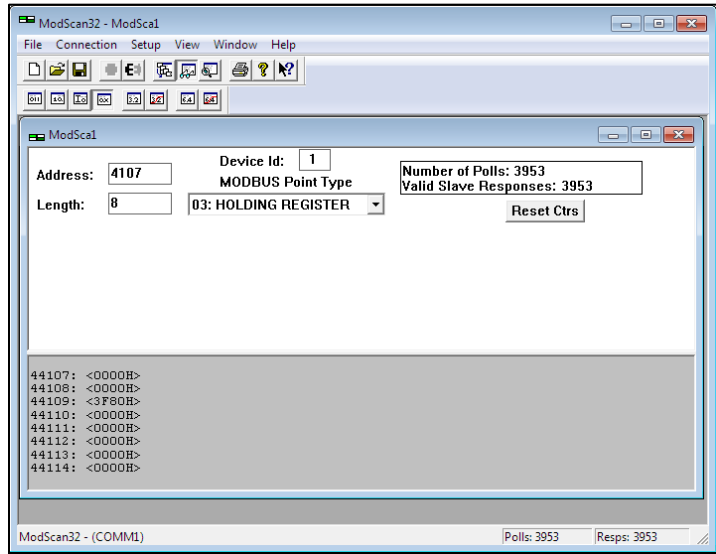 ModScan32 - ModSca1
File Connection Setup View Window Help
ModSca1
Address: 4107
Device Id: 1
MODBUS Point Type
Length: 8
03: HOLDING REGISTER
Number of Polls: 3953
Valid Slave Responses: 3953
Reset Ctrs
44107: <0000H>
44108: <0000H>
44109: <3F80H>
44110: <0000H>
44111: <0000H>
44112: <0000H>
44113: <0000H>
44114: <0000H>
ModScan32 - (COMM1)
Polls: 3953
Resps: 3953